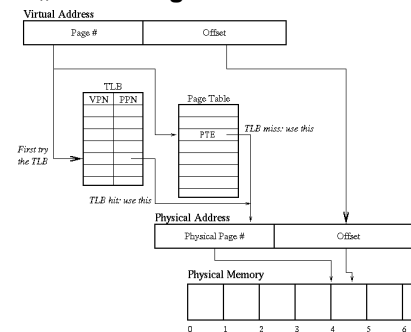 Virtual Address
Page #
Offset
TLB
VPN PPN
Page Table
PTE
TLB miss: use this
First try
the TLB
TLB hit: use this
Physical Address
Physical Page #
Offset
Physical Memory
0 1 2 3 4 5 6